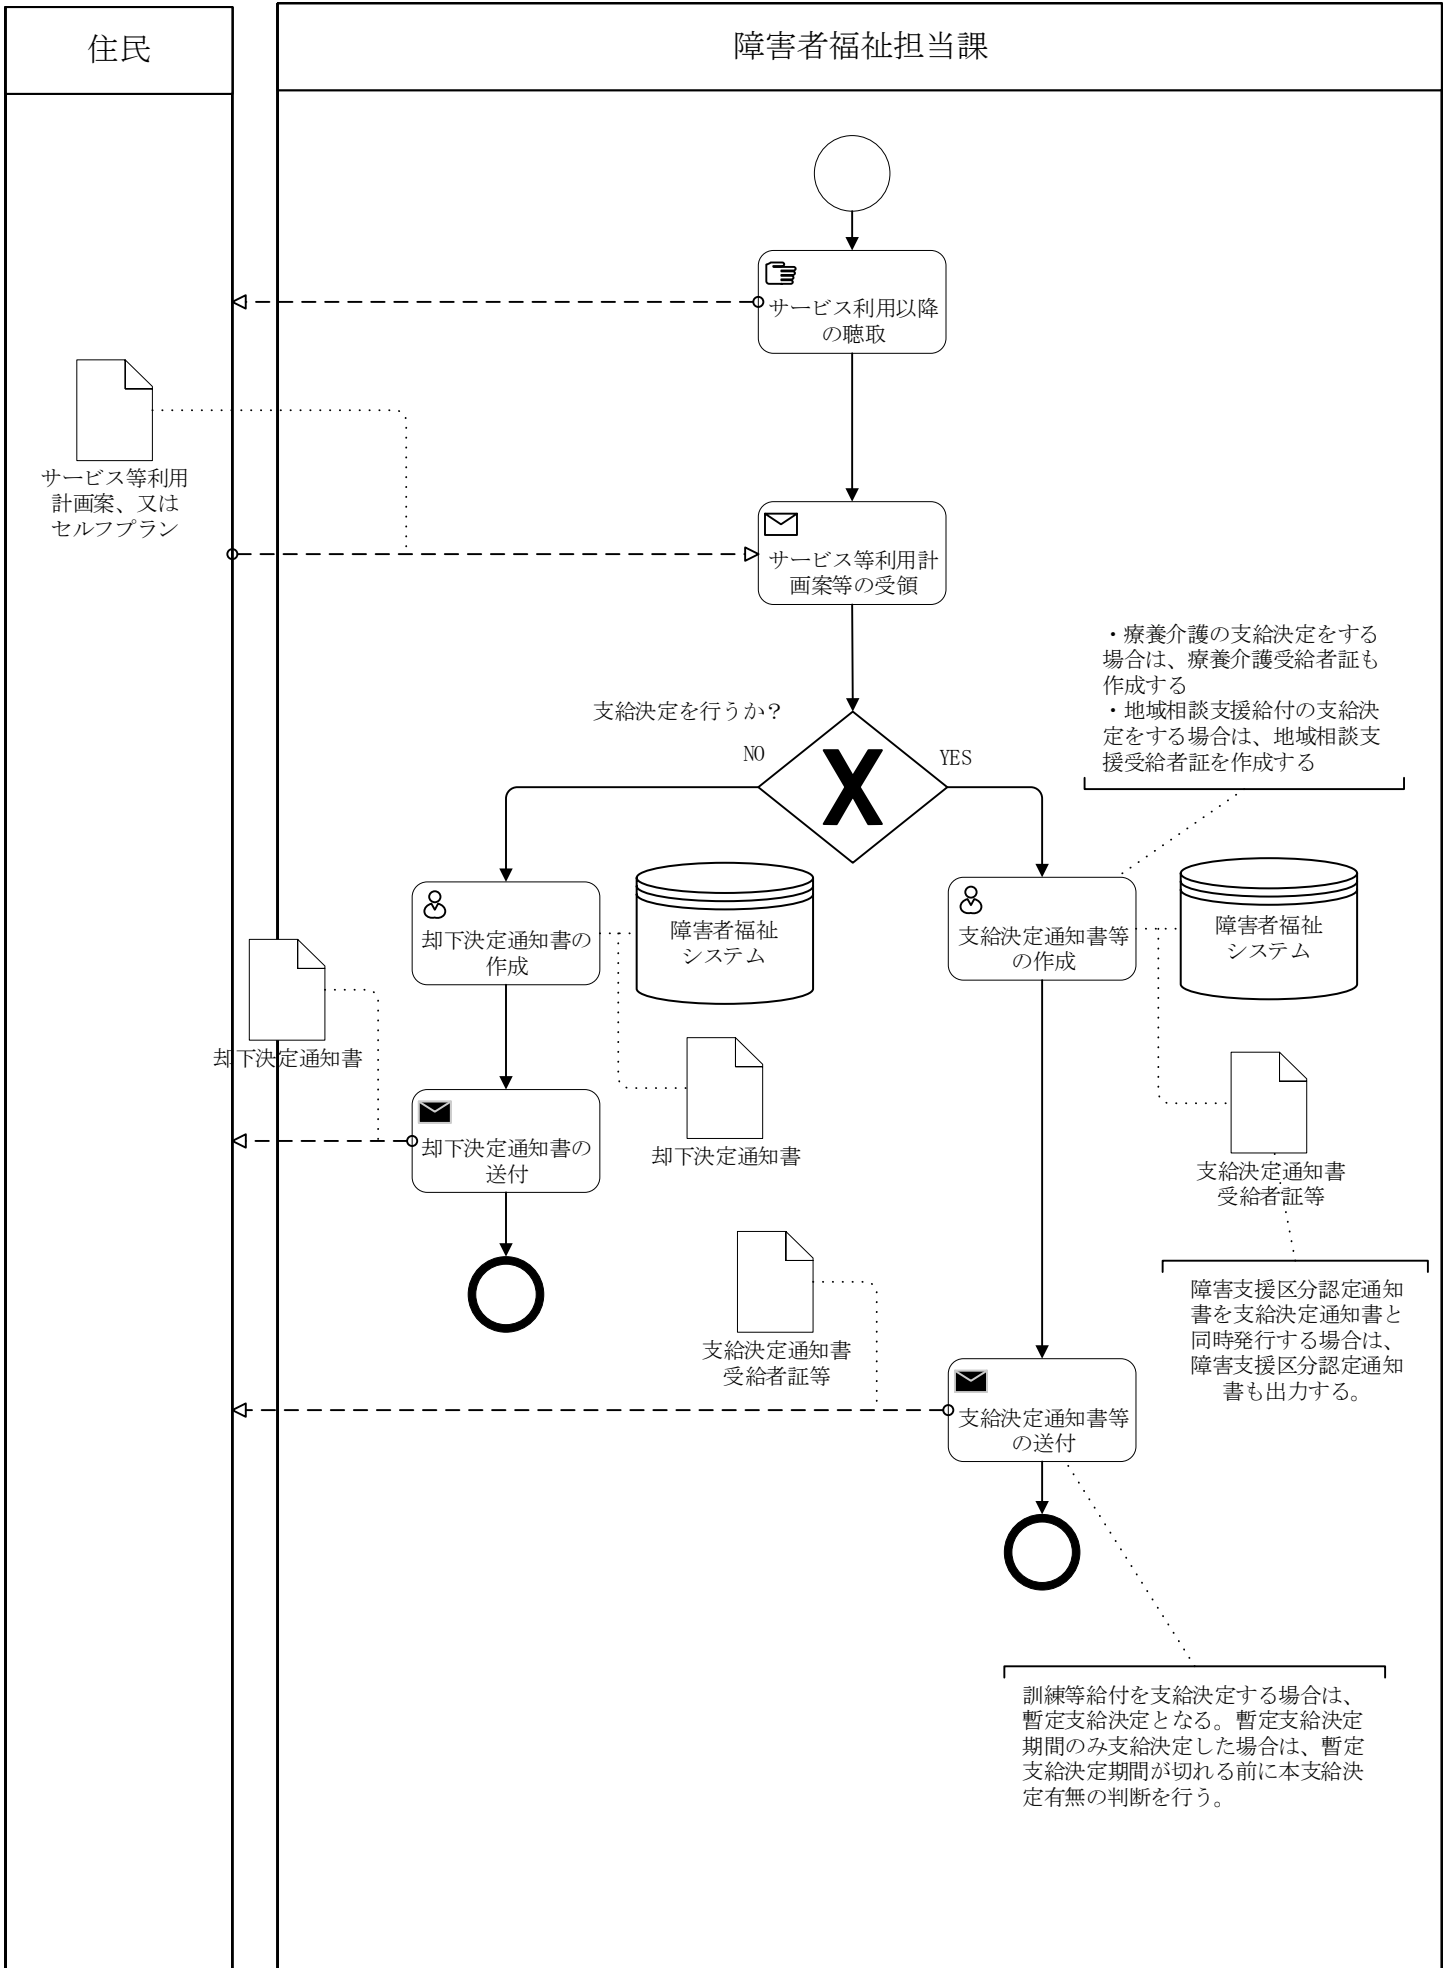 住民
障害者福祉担当課
サービス利用以降
の聴取
サービス等利用
計画案、又は
セルフプラン
サービス等利用計
画案等の受領
・療養介護の支給決定をする
場合は、療養介護受給者証も
作成する
・地域相談支援給付の支給決
定をする場合は、地域相談支
援受給者証を作成する
支給決定を行うか？
NO
YES
却下決定通知書の
作成
障害者福祉
システム
支給決定通知書等
の作成
障害者福祉
システム
却下決定通知書
却下決定通知書の
送付
却下決定通知書
支給決定通知書
受給者証等
障害支援区分認定通知
書を支給決定通知書と
同時発行する場合は、
障害支援区分認定通知
書も出力する。
支給決定通知書
受給者証等
支給決定通知書等
の送付
訓練等給付を支給決定する場合は、
暫定支給決定となる。暫定支給決定
期間のみ支給決定した場合は、暫定
支給決定期間が切れる前に本支給決
定有無の判断を行う。